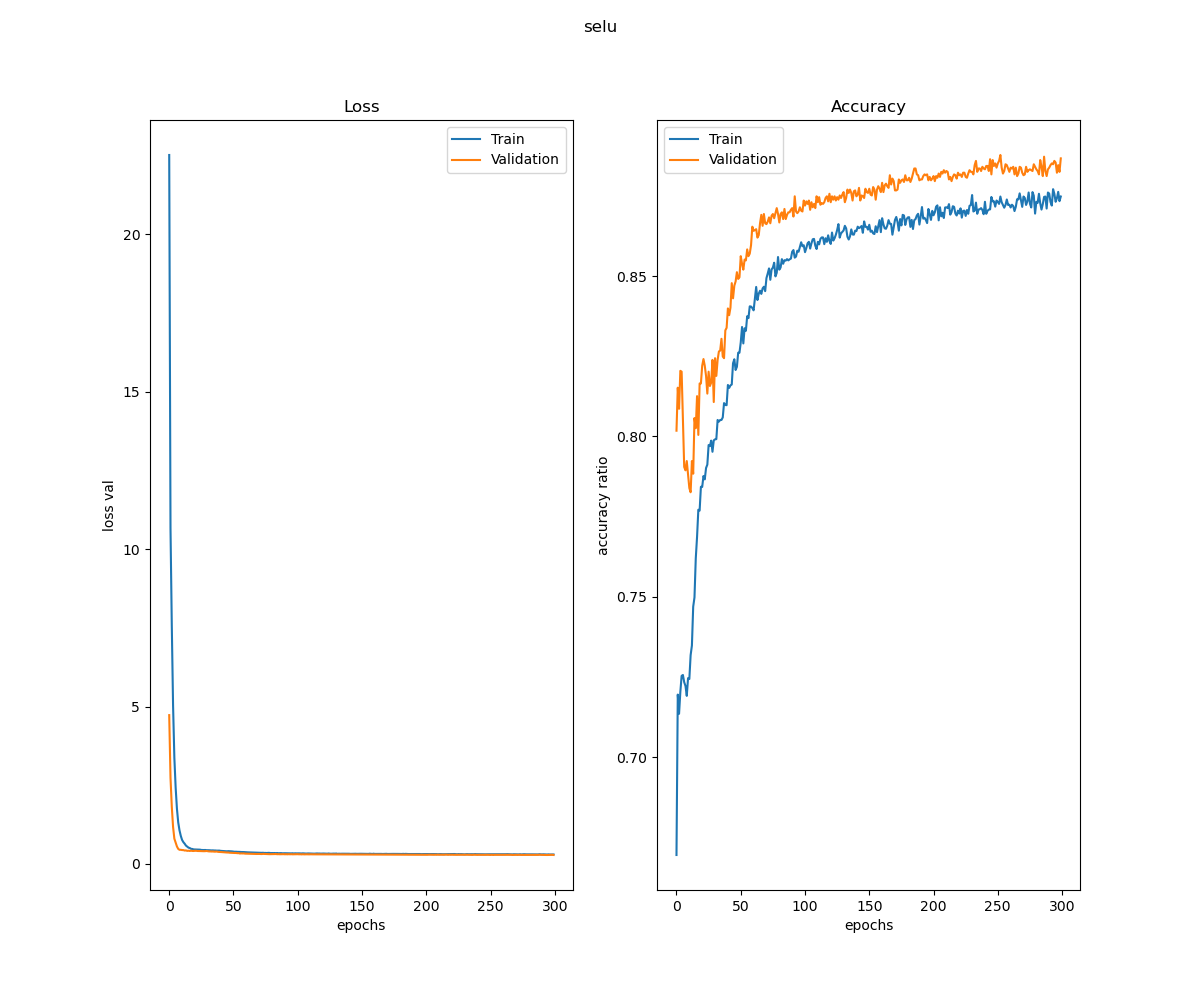 selu
Loss
Train
Validation
20
15
10
5
0
loss val
0 50 100 150 200 250 300
epochs
Accuracy
Train
Validation
0.85
0.80
0.75
0.70
accuracy ratio
0 50 100 150 200 250 300
epochs